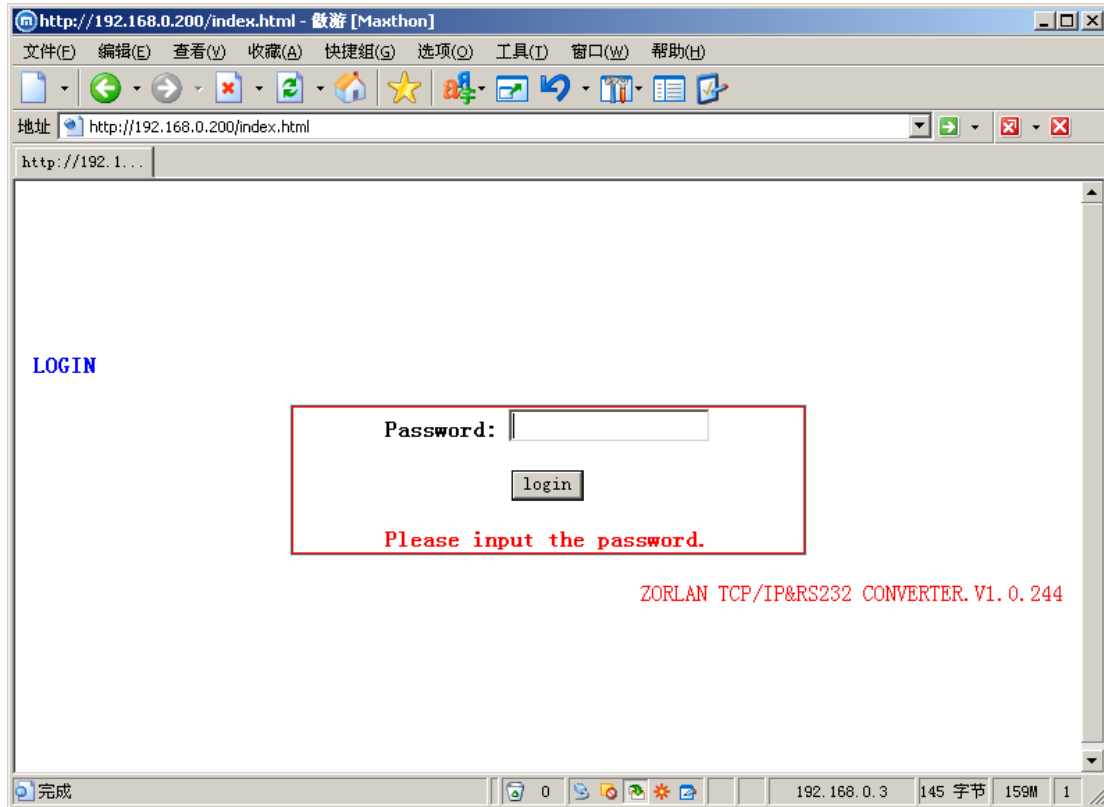 http://192.168.0.200/index.html - 傲游 [Maxthon]
文件(F) 编辑(E) 查看(V) 收藏(A) 快捷组(G) 选项(O) 工具(T) 窗口(W) 帮助(H)
地址 http://192.168.0.200/index.html
http://192.1...
LOGIN
Password:
login
Please input the password.
ZORLAN TCP/IP&RS232 CONVERTER.V1.0.244
完成 0 192.168.0.3 145 字节 159M 1